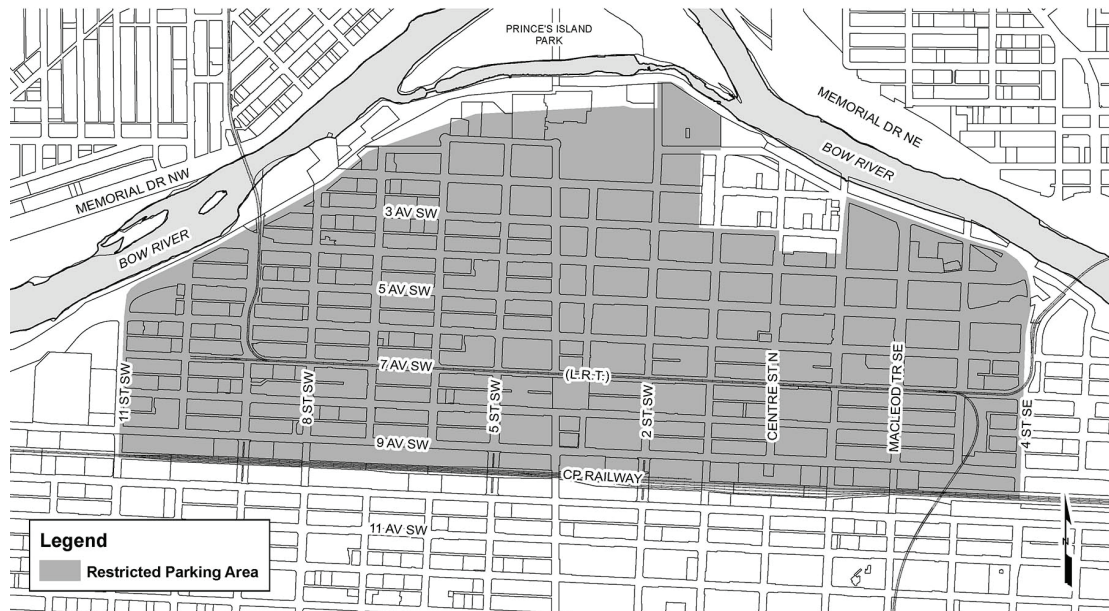 PRINCE'S ISLAND
PARK
MEMORIAL DR NE
BOW RIVER
MEMORIAL DR NW
BOW RIVER
3 AV SW
5 AV SW
7 AV SW
(L.R.T.)
11 ST SW
8 ST SW
5 ST SW
2 ST SW
CENTRE ST N
MACLEOD TR SE
4 ST SE
9 AV SW
CP RAILWAY
11 AV SW
N
Legend
Restricted Parking Area